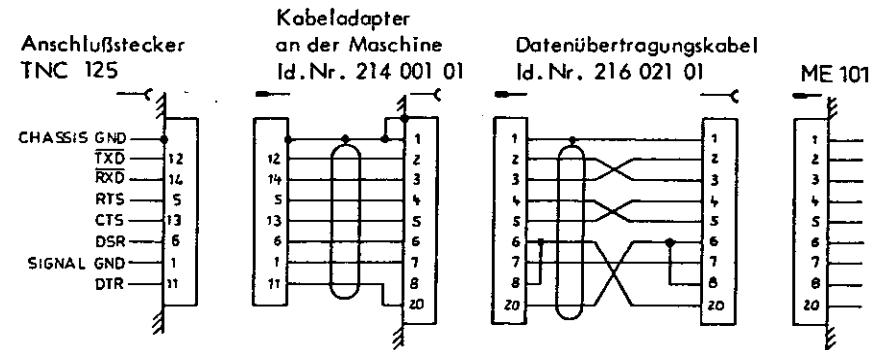 Anschlußstecker
TNC 125
Kabeladapter
an der Maschine
Id.Nr. 214 001 01
Datenübertragungskabel
Id.Nr. 216 021 01
ME 101
CHASSIS GND
TXD 12
RXD 14
RTS 5
CTS 13
DSR 6
SIGNAL GND 1
DTR 11
1
12 2
14 3
5 4
13 5
6 6
1 7
11 8
20
1 1
2 2
3 3
4 4
5 5
6 6
7 7
8 8
20 20
1
2
3
4
5
6
7
8
20